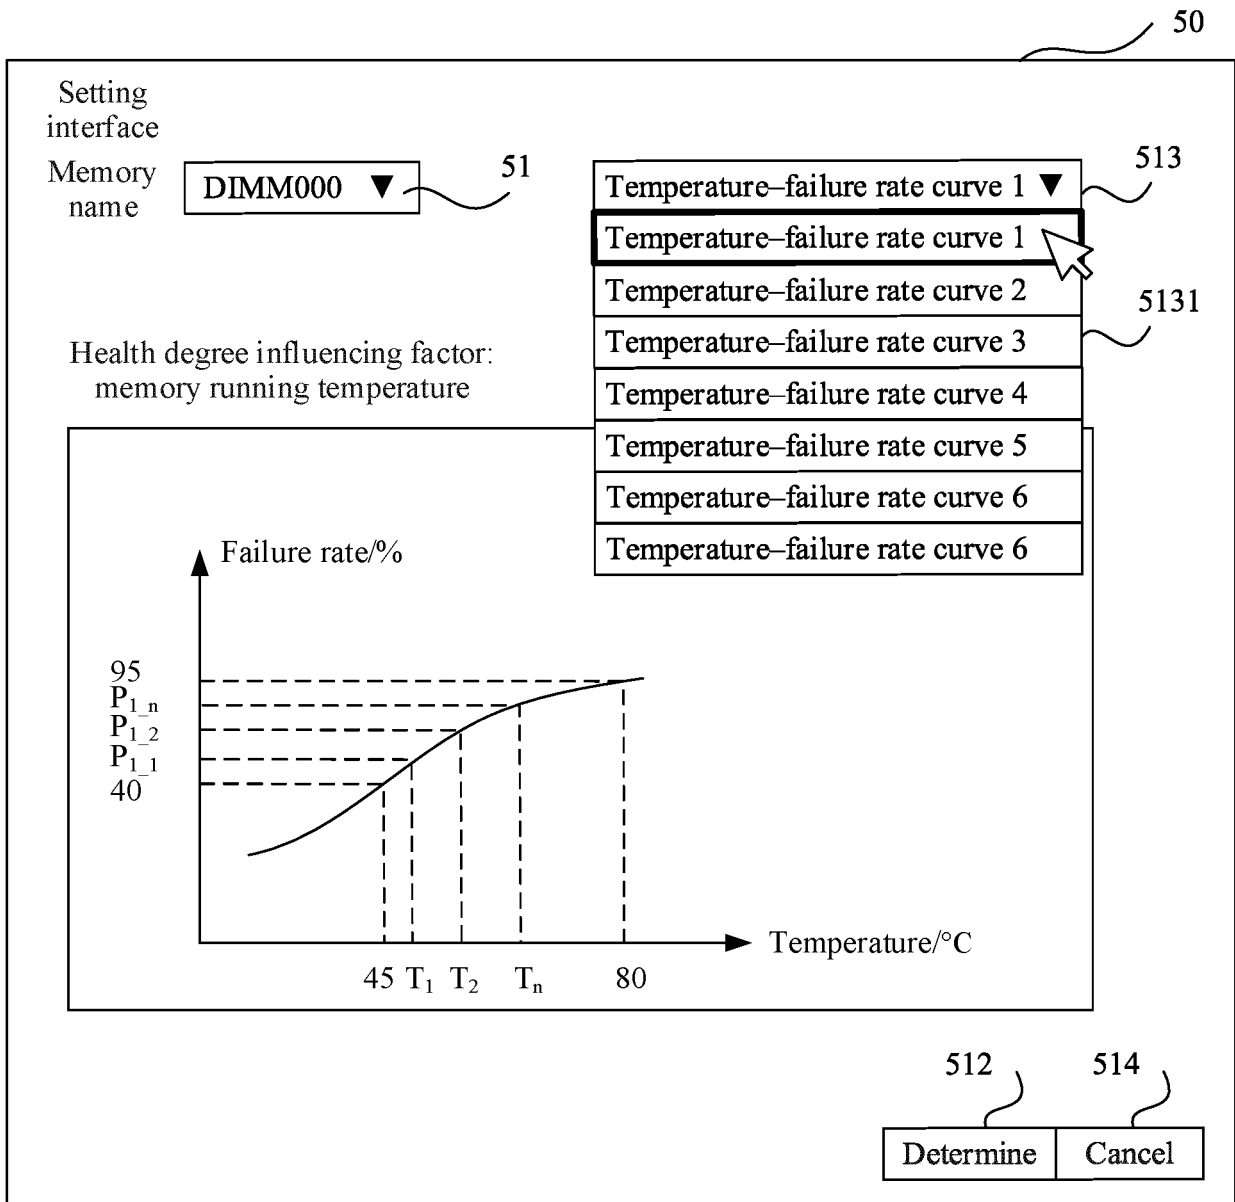 50
Setting
interface
Memory
name
DIMM000 ▼
51
Temperature–failure rate curve 1 ▼
513
Temperature–failure rate curve 1
Temperature–failure rate curve 2
5131
Temperature–failure rate curve 3
Temperature–failure rate curve 4
Temperature–failure rate curve 5
Temperature–failure rate curve 6
Temperature–failure rate curve 6
Health degree influencing factor:
memory running temperature
Failure rate/%
95
P1_n
P1_2
P1_1
40
Temperature/°C
45 T1 T2 Tn 80
512 514
Determine Cancel